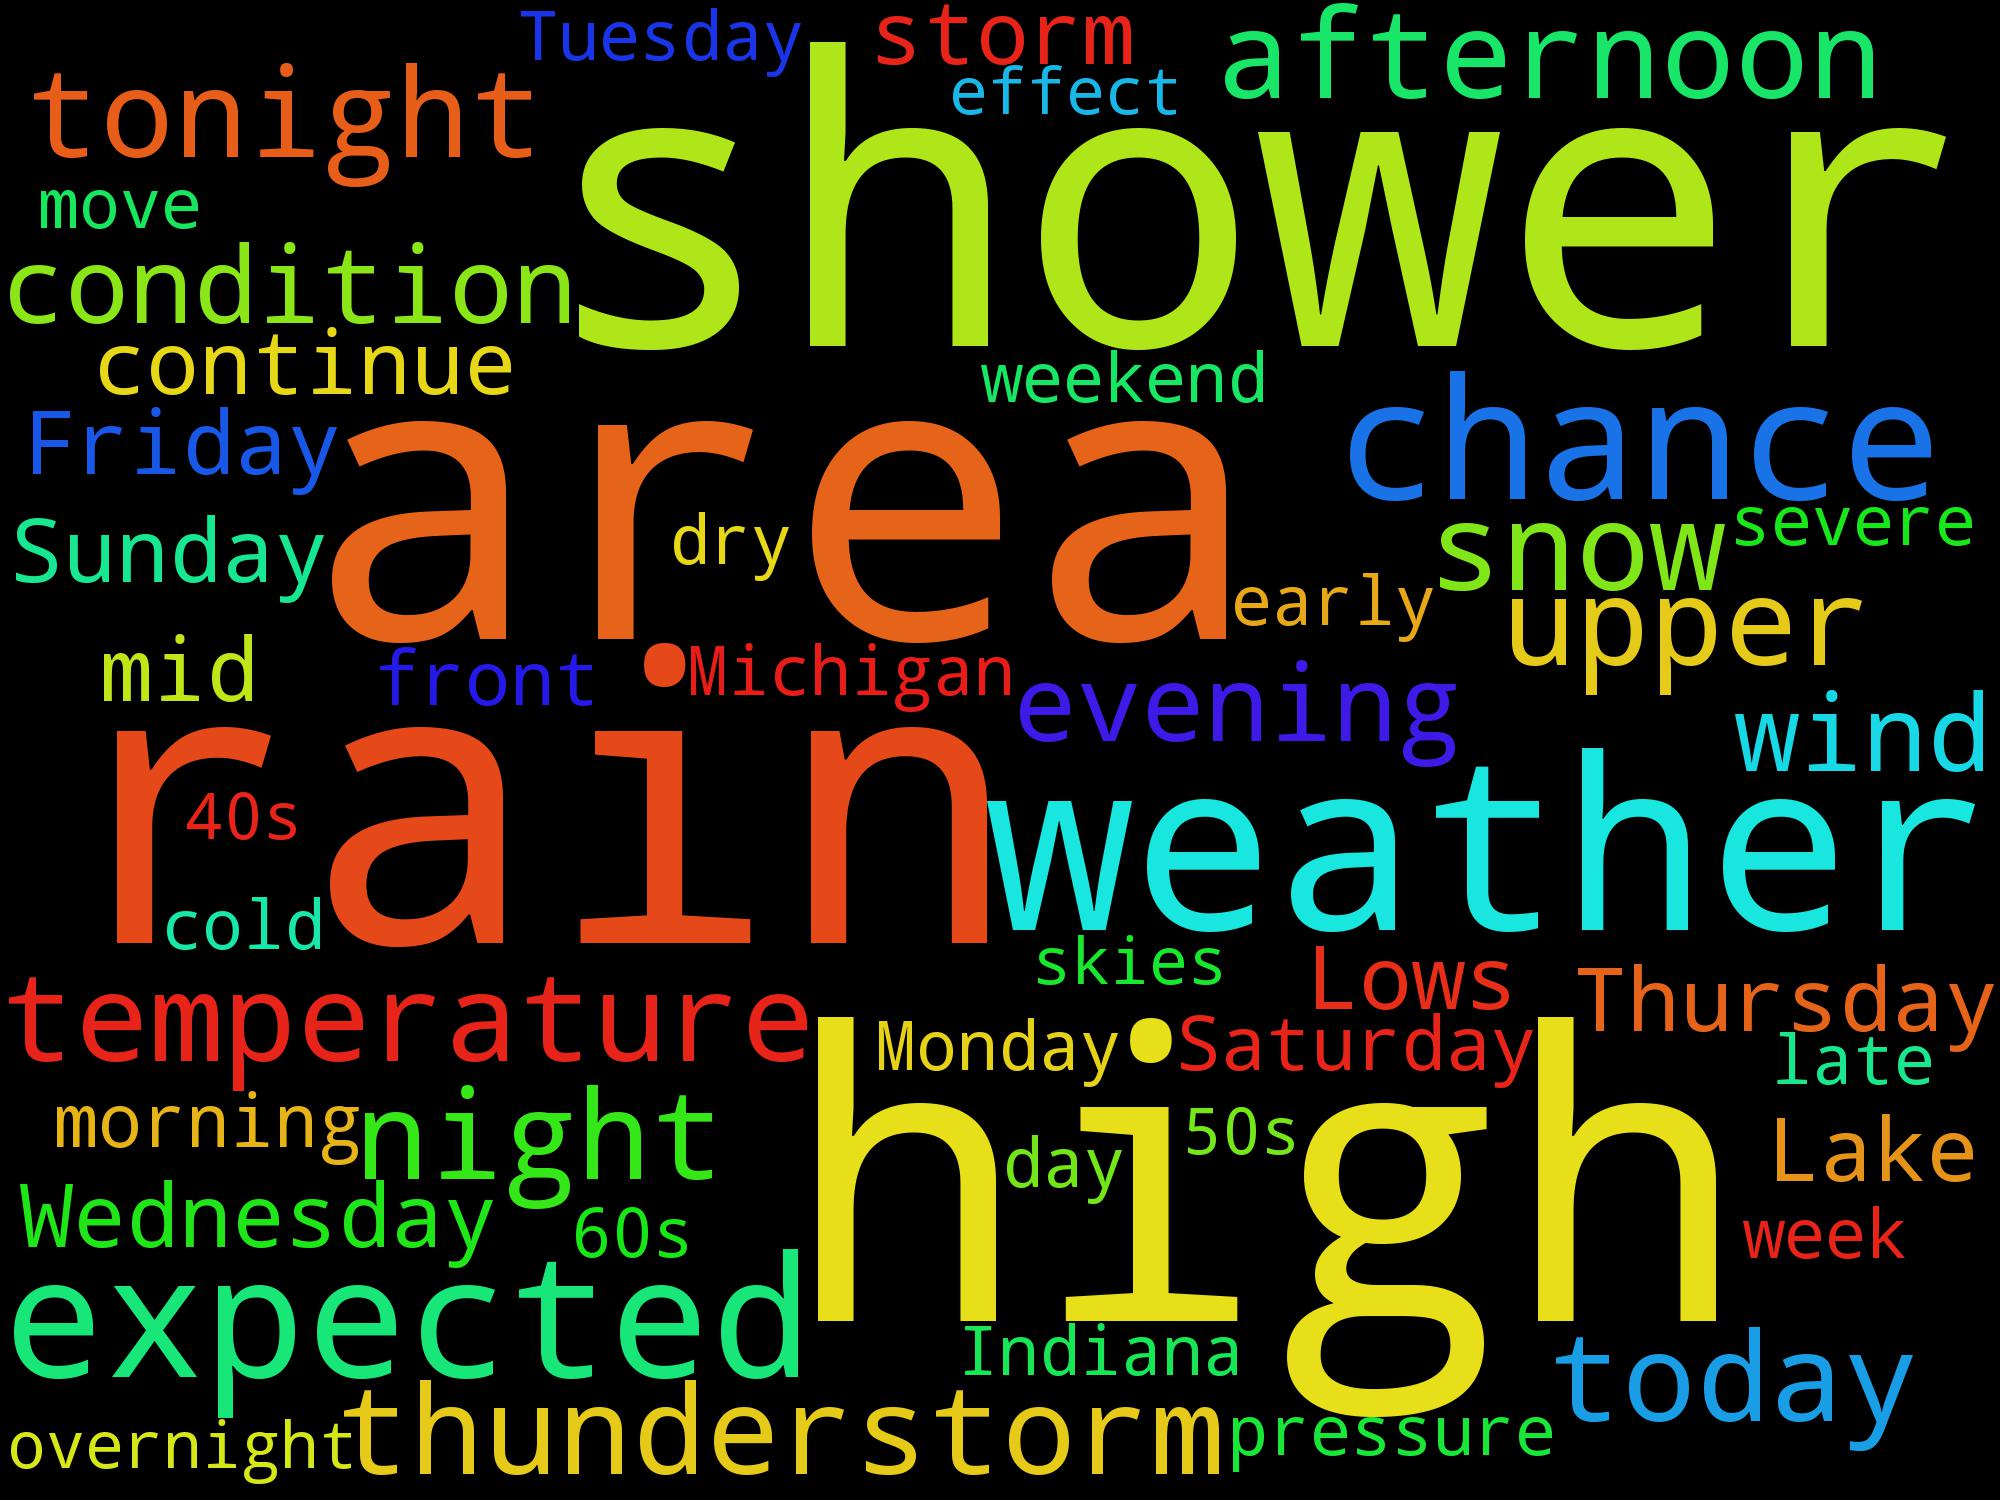 Tuesday storm afternoon
effect
tonight shower
move
condition
continue weekend
Friday area chance
Sunday dry snow severe
early upper
mid front Michigan evening wind
rain weather
40s
cold
skies Lows Thursday
temperature Monday Saturday late
morning night high day 50s Lake
Wednesday 60s week
expected Indiana today
overnight thunderstorm pressure